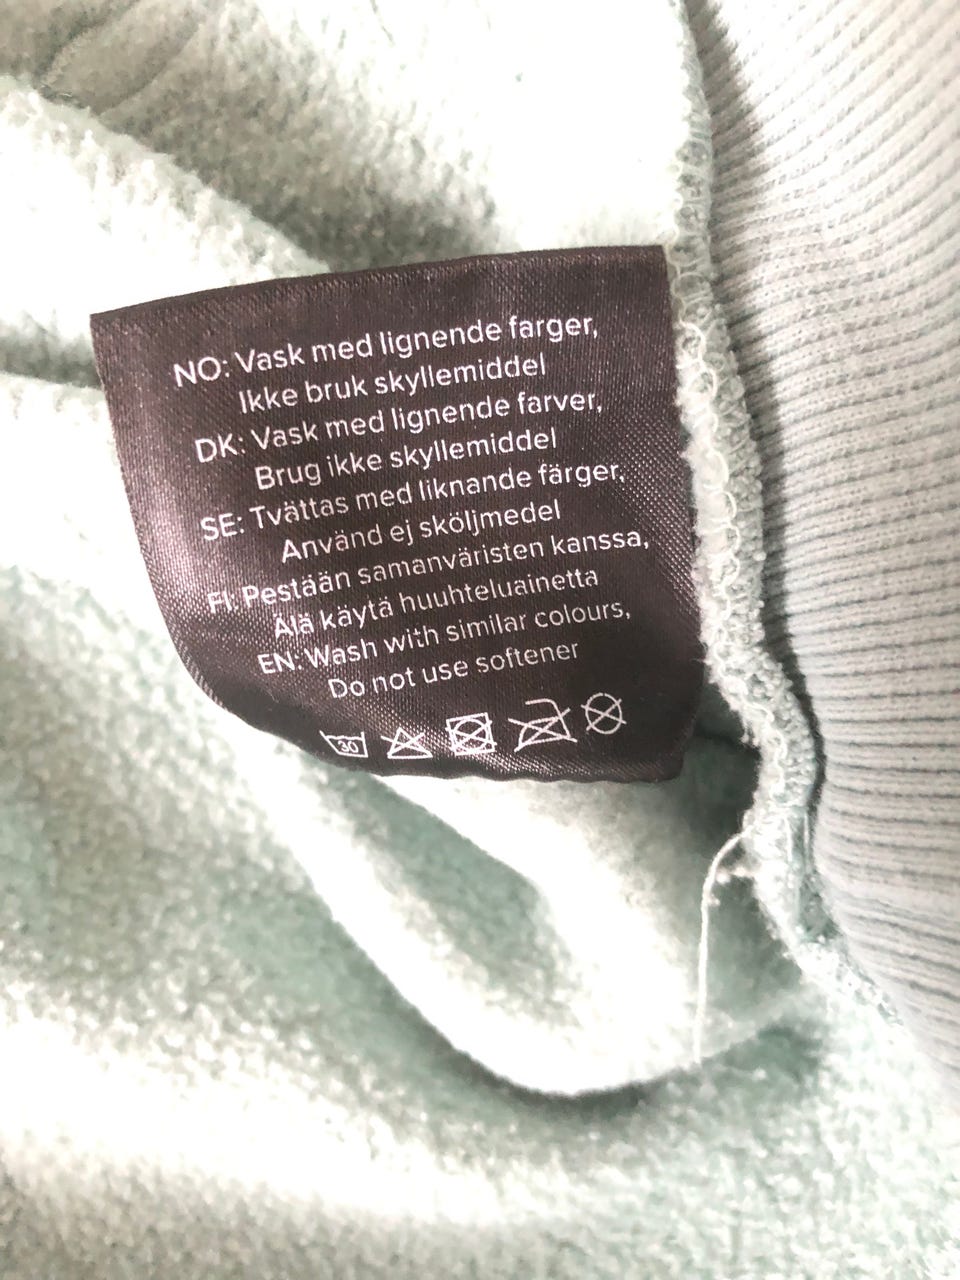 NO: Vask med lignende farger,
Ikke bruk skyllemiddel
DK: Vask med lignende farver,
Brug ikke skyllemiddel
SE: Tvättas med liknande färger,
Använd ej sköljmedel
FI: Pestään samanväristen kanssa,
Älä käytä huuhteluainetta
EN: Wash with similar colours,
Do not use softener
30